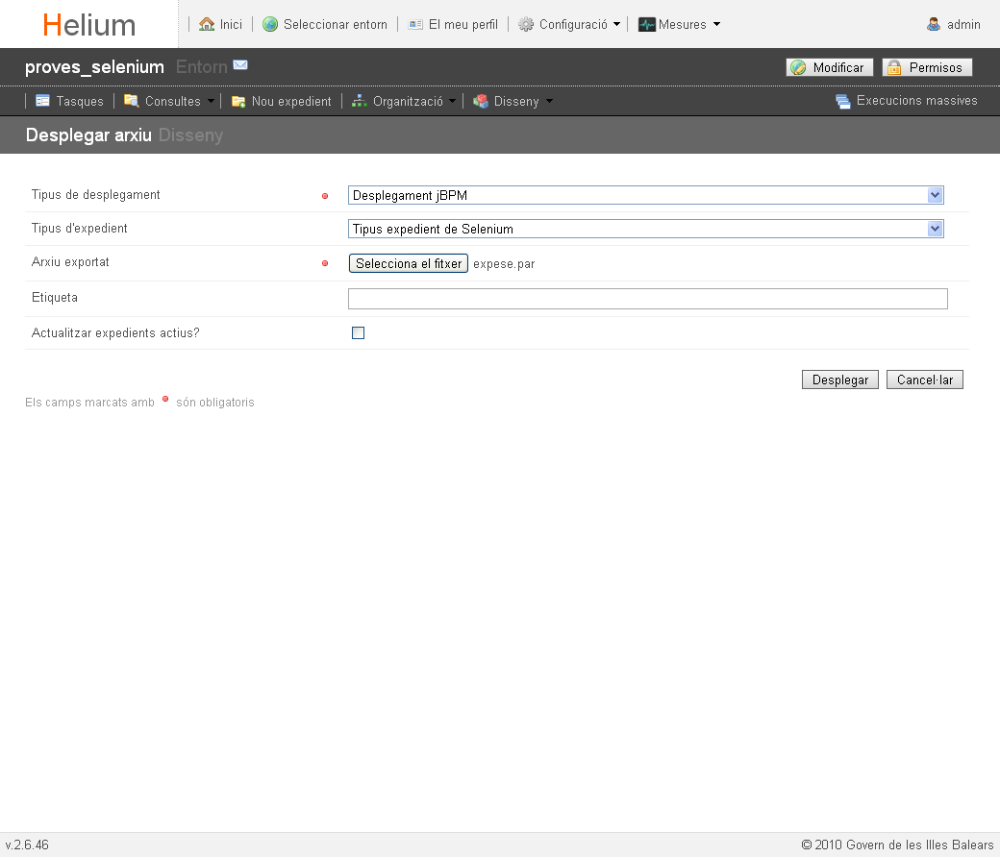 Helium
Inici Seleccionar entorn El meu perfil Configuració Mesures admin
proves_selenium Entorn Modificar Permisos
Tasques Consultes Nou expedient Organització Disseny Execucions massives
Desplegar arxiu Disseny
Tipus de desplegament Desplegament jBPM
Tipus d'expedient Tipus expedient de Selenium
Arxiu exportat Selecciona el fitxer expese.par
Etiqueta
Actualitzar expedients actius?
Desplegar Cancel·lar
Els camps marcats amb són obligatoris
v.2.6.46 © 2010 Govern de les Illes Balears